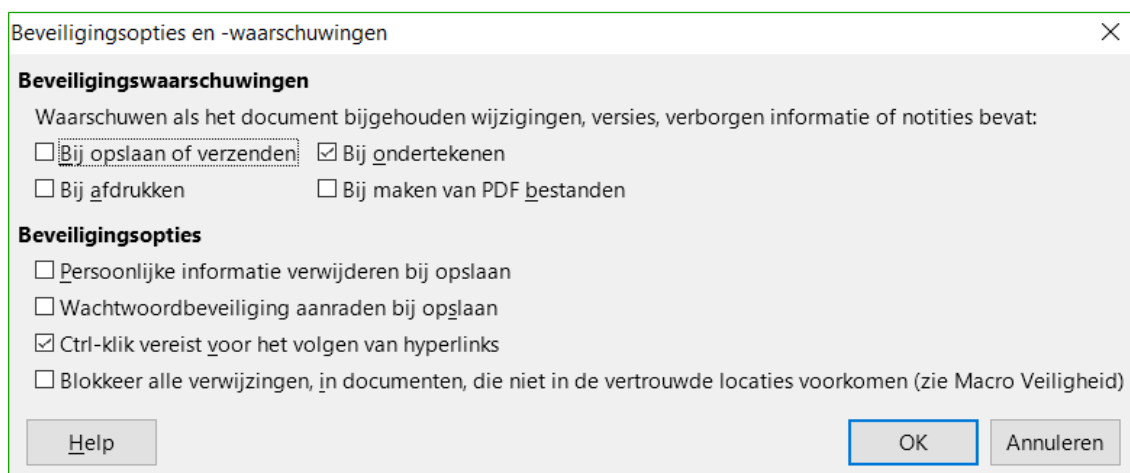 Beveiligingsopties en -waarschuwingen
Beveiligingswaarschuwingen
Waarschuwen als het document bijgehouden wijzigingen, versies, verborgen informatie of notities bevat:
Bij opslaan of verzenden Bij ondertekenen
Bij afdrukken Bij maken van PDF bestanden
Beveiligingsopties
Persoonlijke informatie verwijderen bij opslaan
Wachtwoordbeveiliging aanraden bij opslaan
Ctrl-klik vereist voor het volgen van hyperlinks
Blokkeer alle verwijzingen, in documenten, die niet in de vertrouwde locaties voorkomen (zie Macro Veiligheid)
Help OK Annuleren